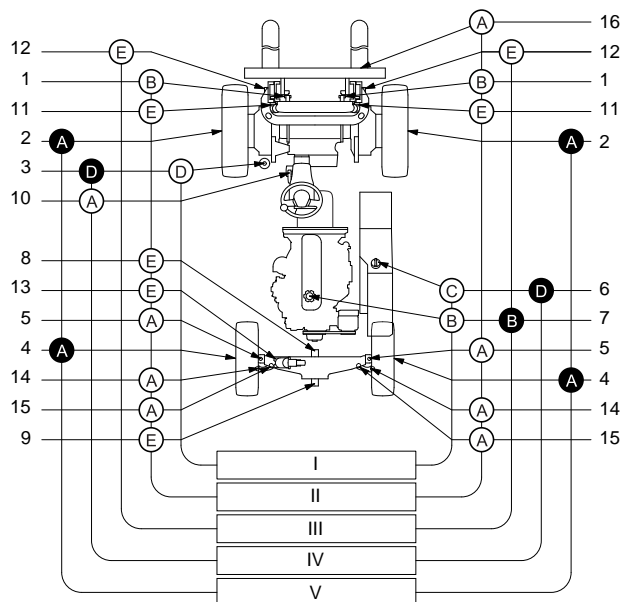 A 16
12 E E 12
1 B B 1
11 E E 11
2 A A 2
3 D D
10 A
8 E C D 6
13 E B B 7
5 A A 5
4 A A 4
14 A A 14
15 A A 15
9 E
I
II
III
IV
V